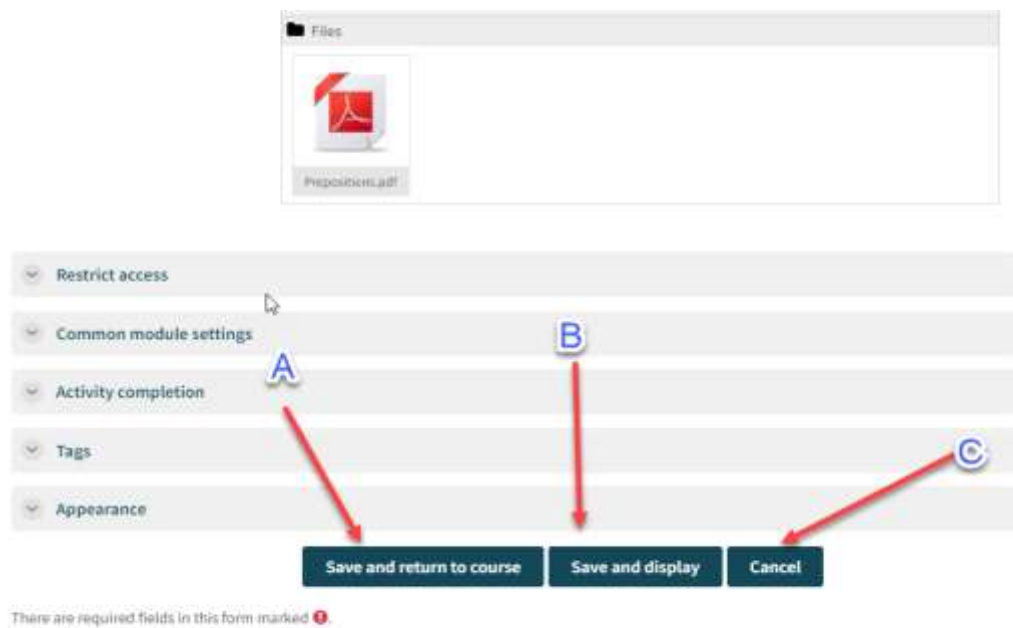 Files
Prepositions.pdf
Restrict access
Common module settings
B
A
Activity completion
Tags
C
Appearance
Save and return to course Save and display Cancel
There are required fields in this form marked